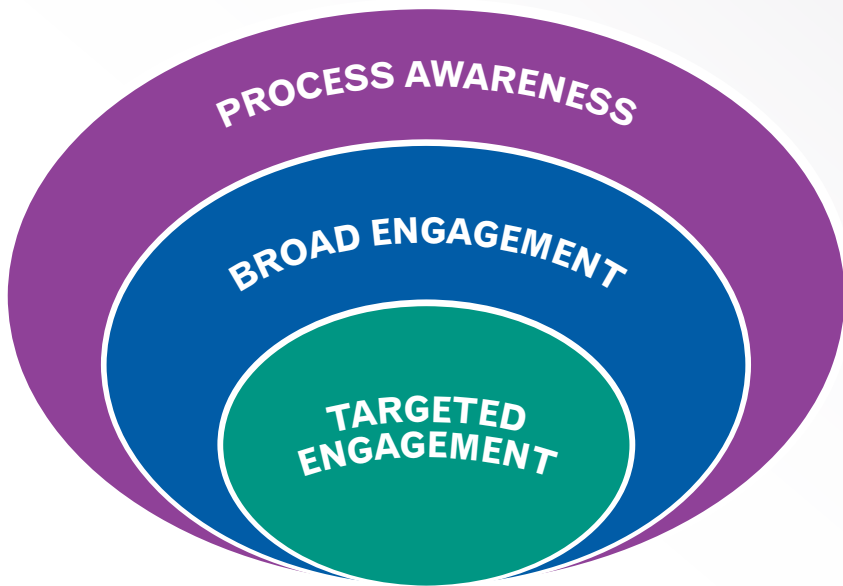 PROCESS AWARENESS
BROAD ENGAGEMENT
TARGETED
ENGAGEMENT